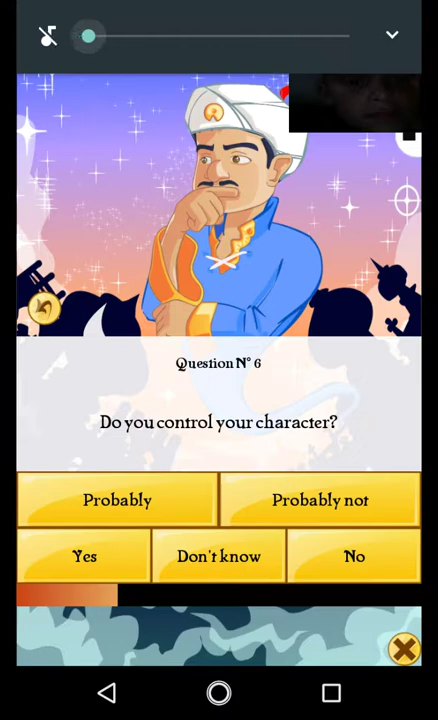 Question N° 6
Do you control your character?
Probably
Probably not
Yes
Don't know
No